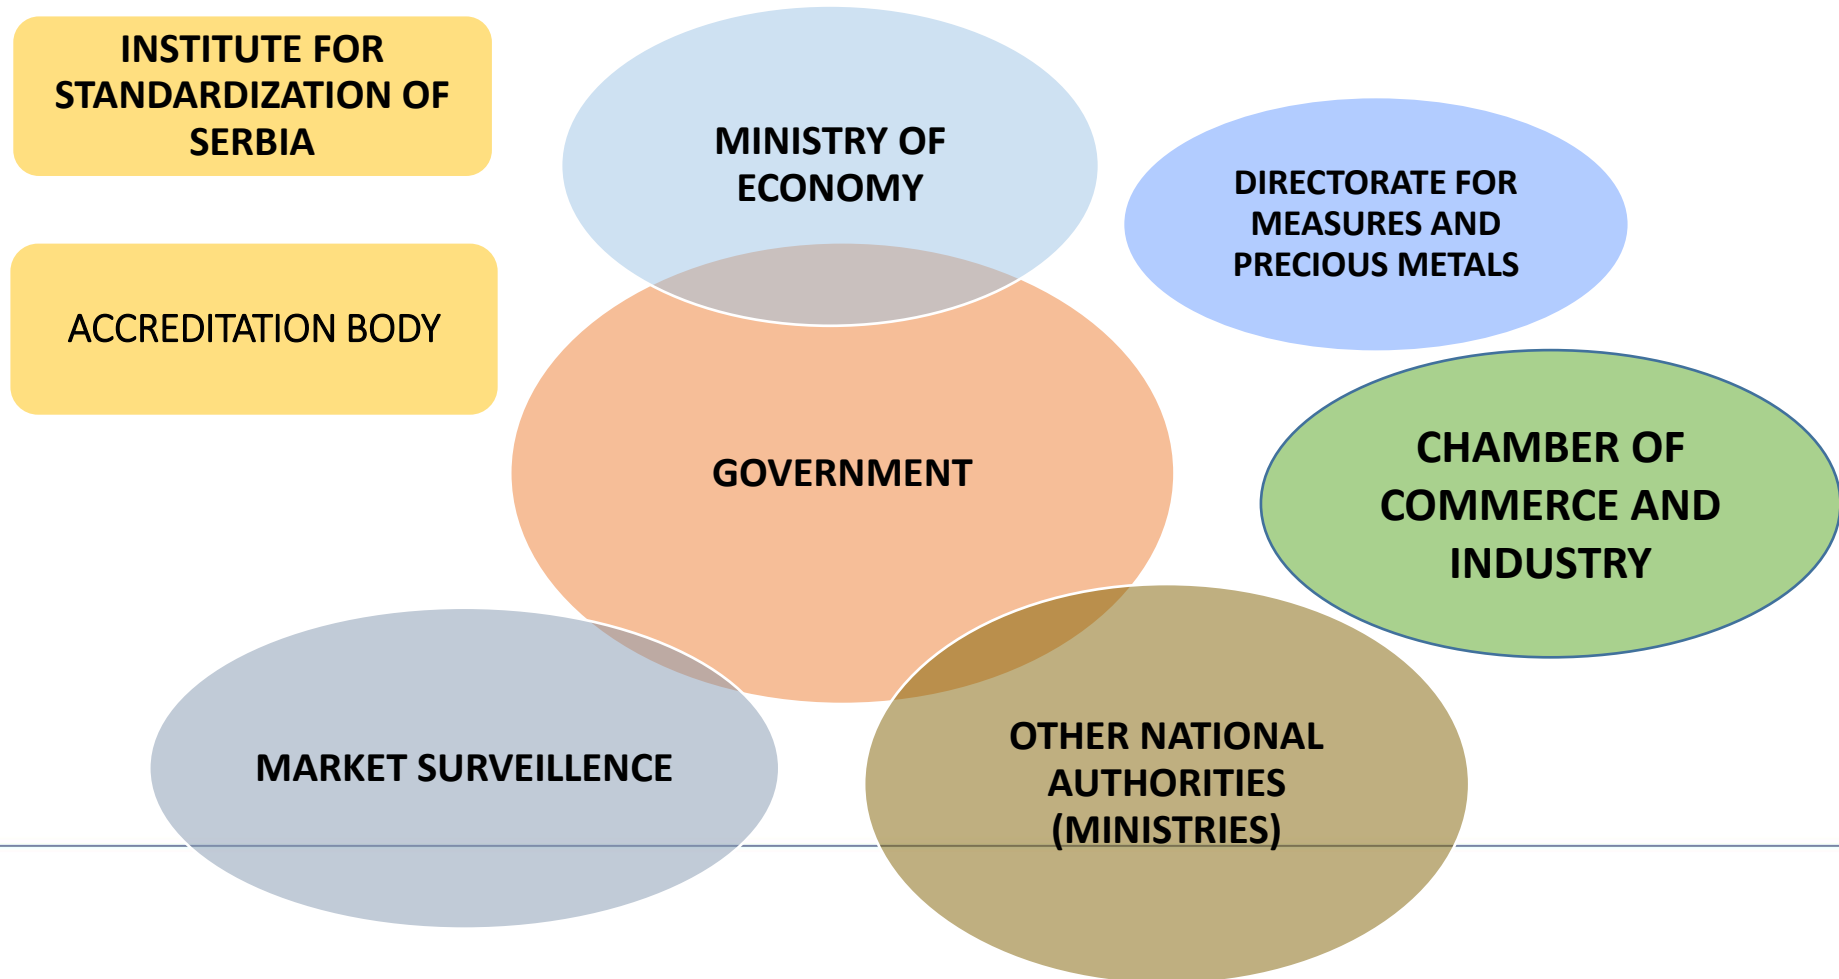 INSTITUTE FOR
STANDARDIZATION OF
SERBIA
MINISTRY OF
ECONOMY
DIRECTORATE FOR
MEASURES AND
PRECIOUS METALS
ACCREDITATION BODY
GOVERNMENT
CHAMBER OF
COMMERCE AND
INDUSTRY
MARKET SURVEILLENCE
OTHER NATIONAL
AUTHORITIES
(MINISTRIES)